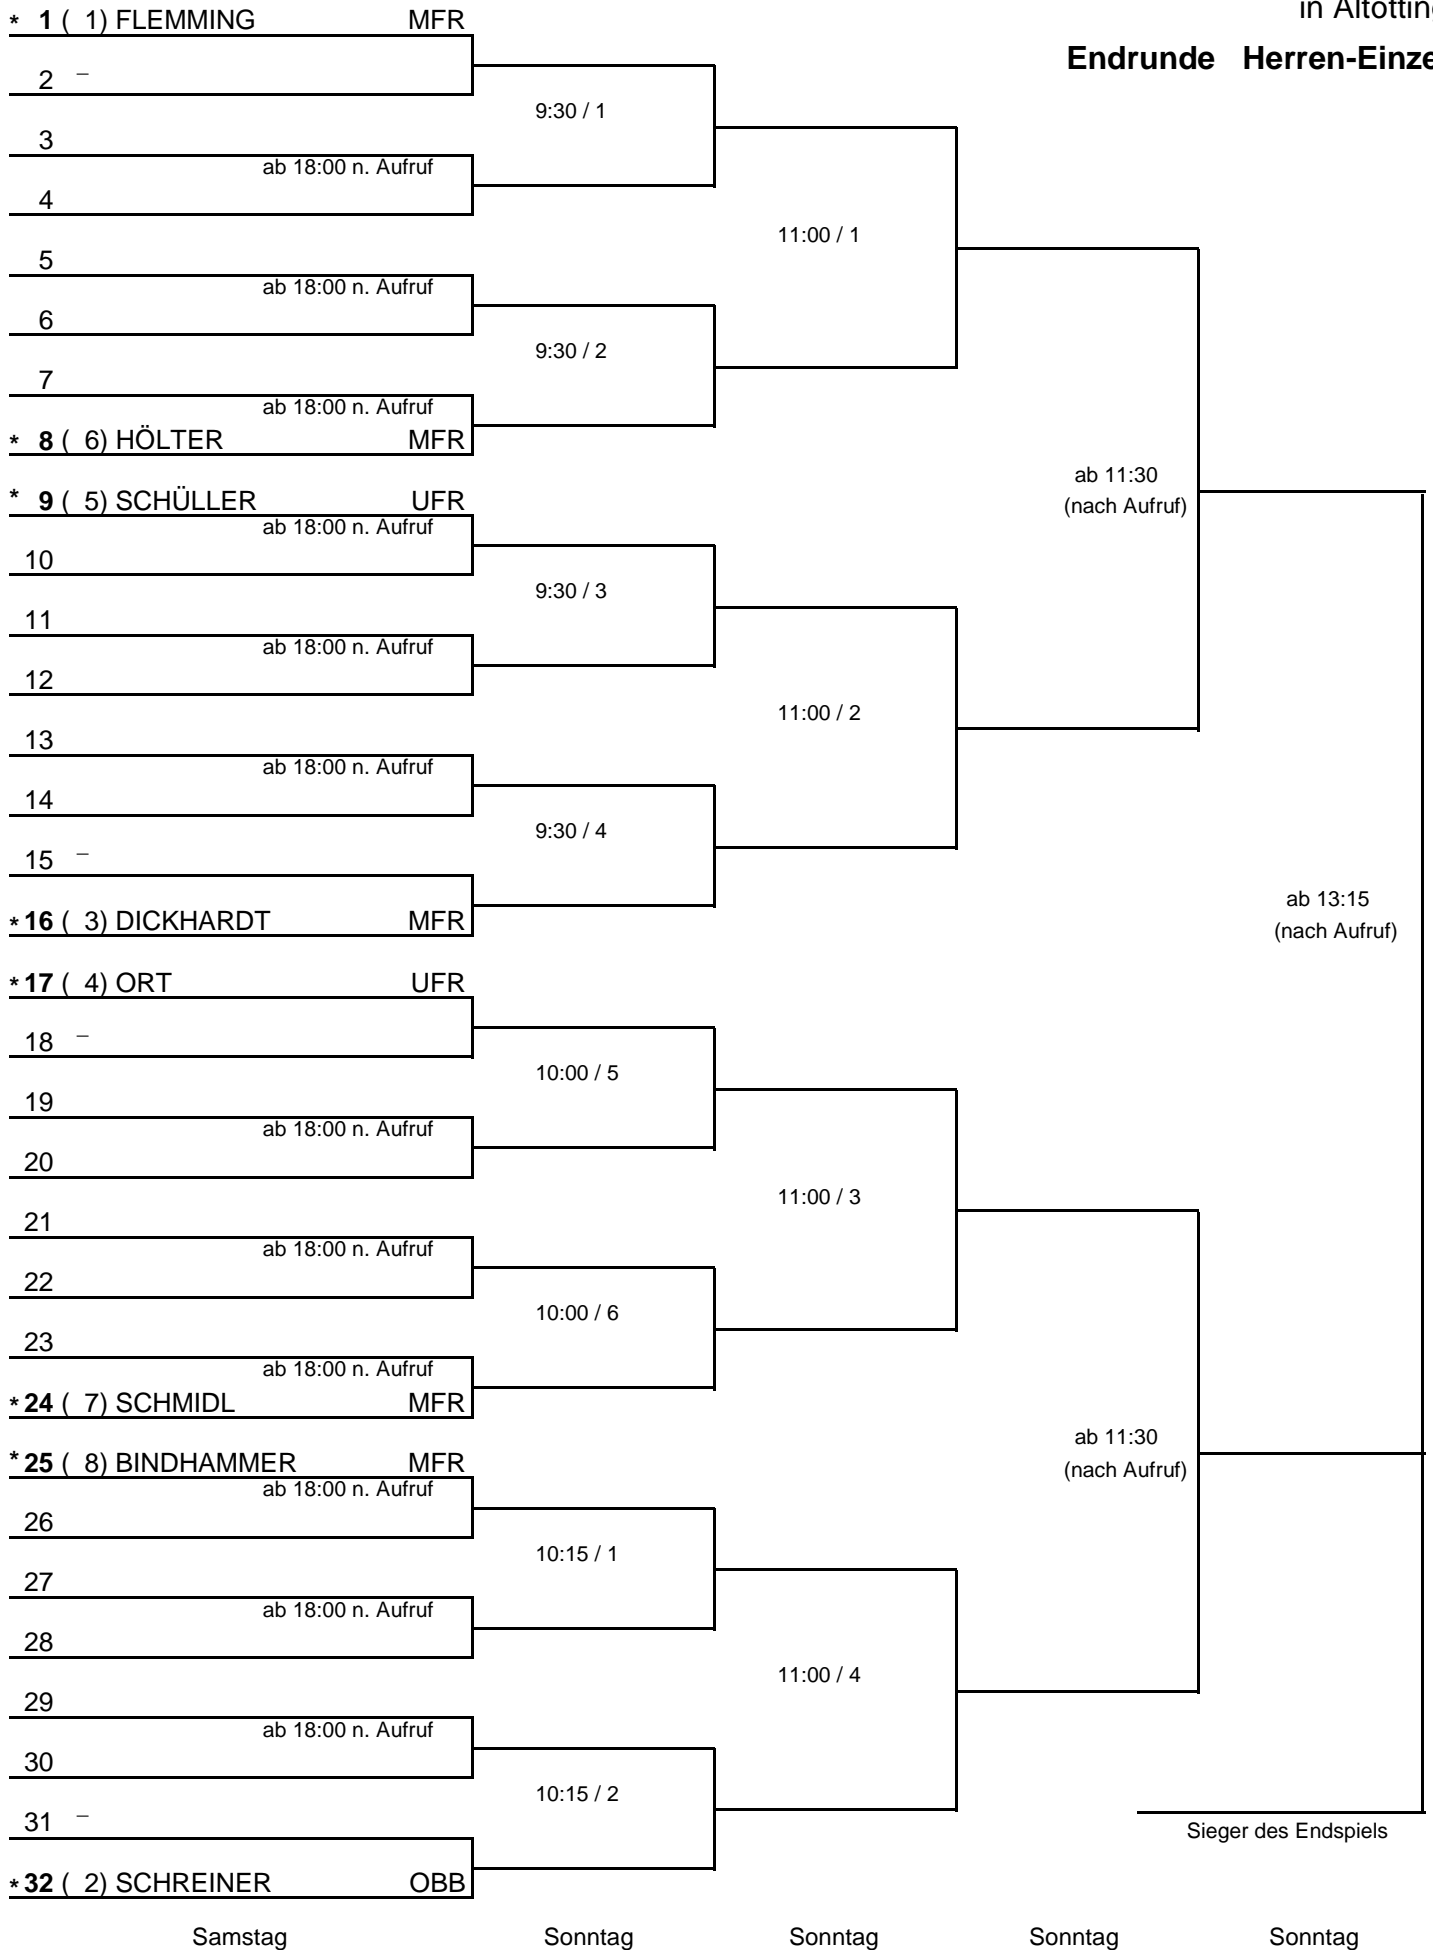 in Altötting
Endrunde Herren-Einze
* 1 ( 1) FLEMMING MFR
2 –
9:30 / 1
3
ab 18:00 n. Aufruf
4
11:00 / 1
5
ab 18:00 n. Aufruf
6
9:30 / 2
7
ab 18:00 n. Aufruf
* 8 ( 6) HÖLTER MFR
ab 11:30
(nach Aufruf)
* 9 ( 5) SCHÜLLER UFR
ab 18:00 n. Aufruf
10
9:30 / 3
11
ab 18:00 n. Aufruf
12
11:00 / 2
13
ab 18:00 n. Aufruf
14
9:30 / 4
15 –
* 16 ( 3) DICKHARDT MFR
ab 13:15
(nach Aufruf)
* 17 ( 4) ORT UFR
18 –
10:00 / 5
19
ab 18:00 n. Aufruf
20
11:00 / 3
21
ab 18:00 n. Aufruf
22
10:00 / 6
23
ab 18:00 n. Aufruf
* 24 ( 7) SCHMIDL MFR
ab 11:30
(nach Aufruf)
* 25 ( 8) BINDHAMMER MFR
ab 18:00 n. Aufruf
26
10:15 / 1
27
ab 18:00 n. Aufruf
28
11:00 / 4
29
ab 18:00 n. Aufruf
30
10:15 / 2
31 –
Sieger des Endspiels
* 32 ( 2) SCHREINER OBB
Samstag Sonntag Sonntag Sonntag Sonntag